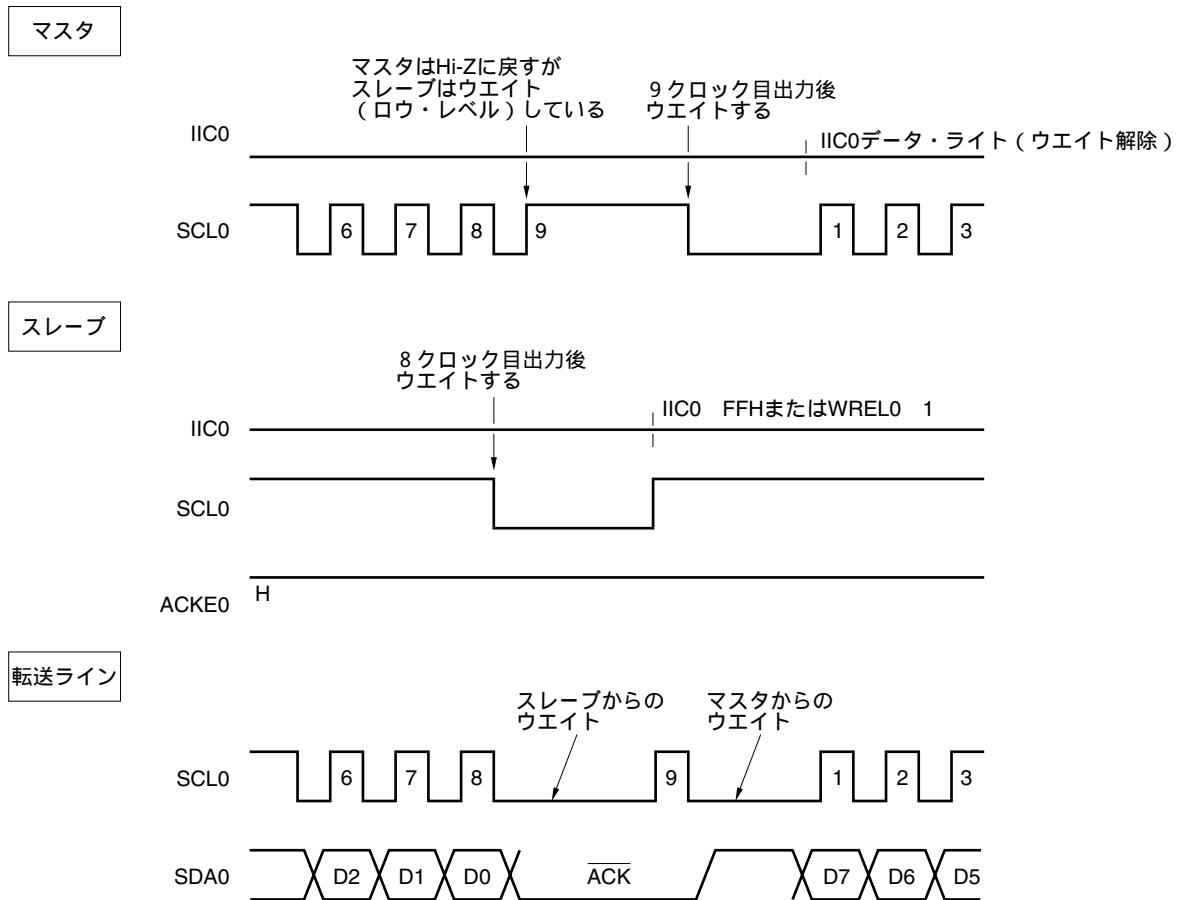 マスタ
マスタはHi-Zに戻すが
スレーブはウエイト
（ロウ・レベル）している
9クロック目出力後
ウエイトする
IIC0
IIC0データ・ライト（ウエイト解除）
SCL0
6 7 8 9 1 2 3
スレーブ
8クロック目出力後
ウエイトする
IIC0
IIC0 FFHまたはWREL0 1
SCL0
ACKE0
H
転送ライン
スレーブからの
ウエイト
マスタからの
ウエイト
SCL0
6 7 8 9 1 2 3
SDA0
D2 D1 D0 ACK D7 D6 D5